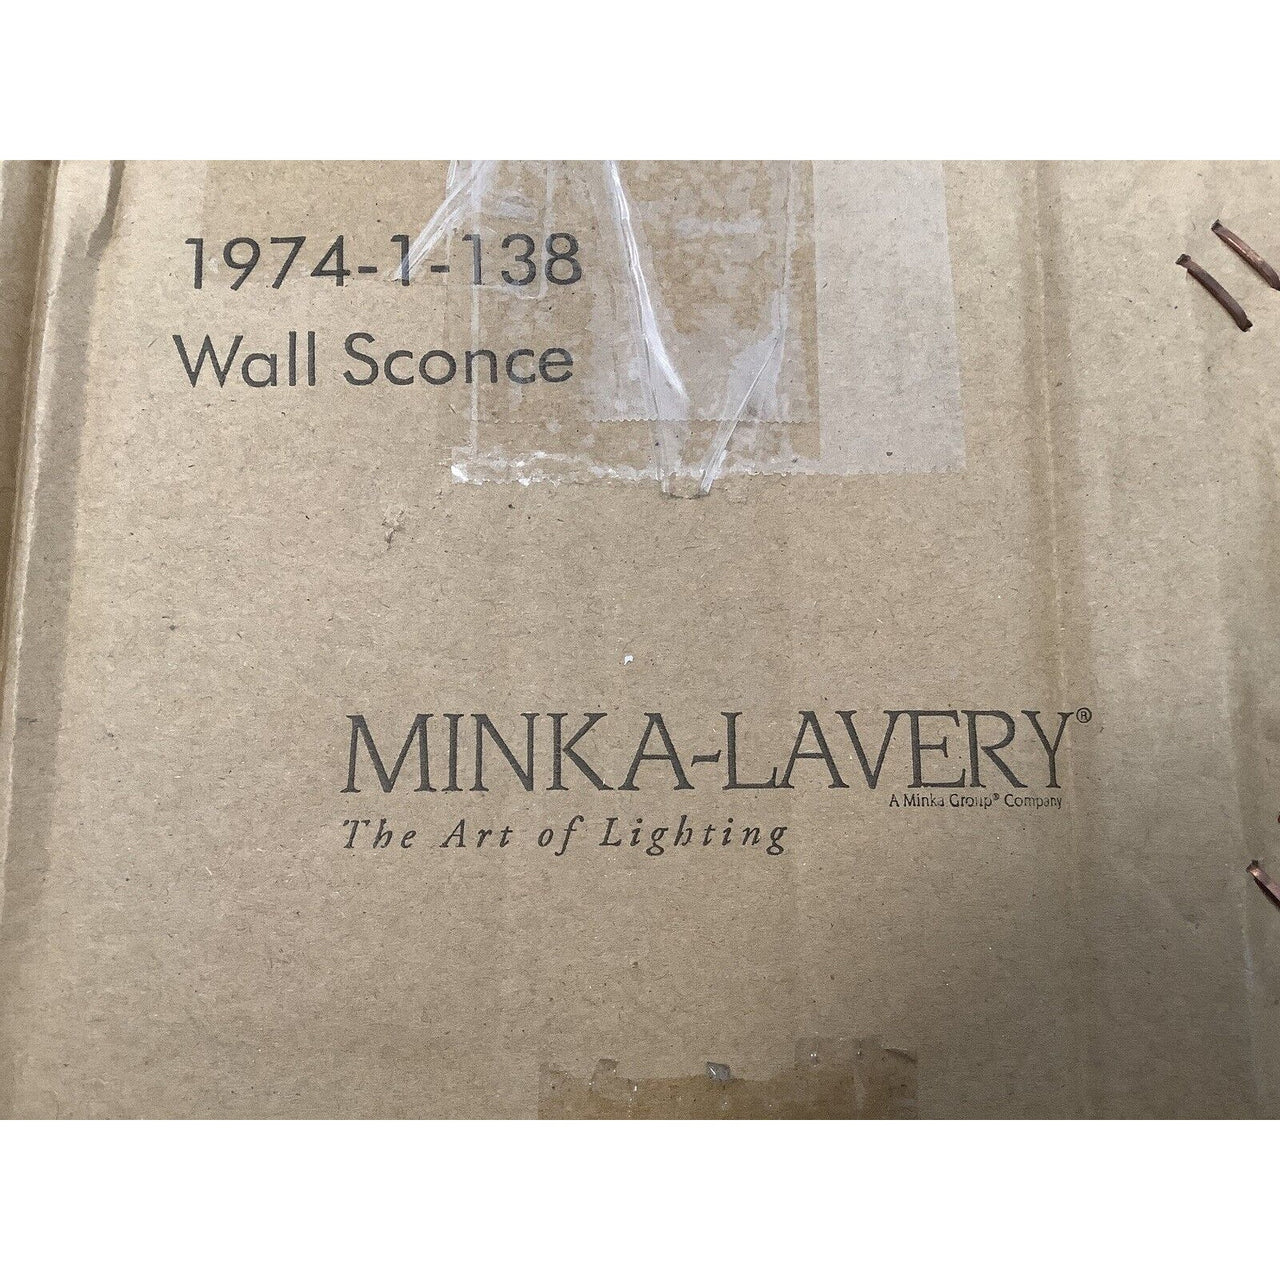 1974-1-138
Wall Sconce
MINKA-LAVERY®
A Minka Group® Company
The Art of Lighting